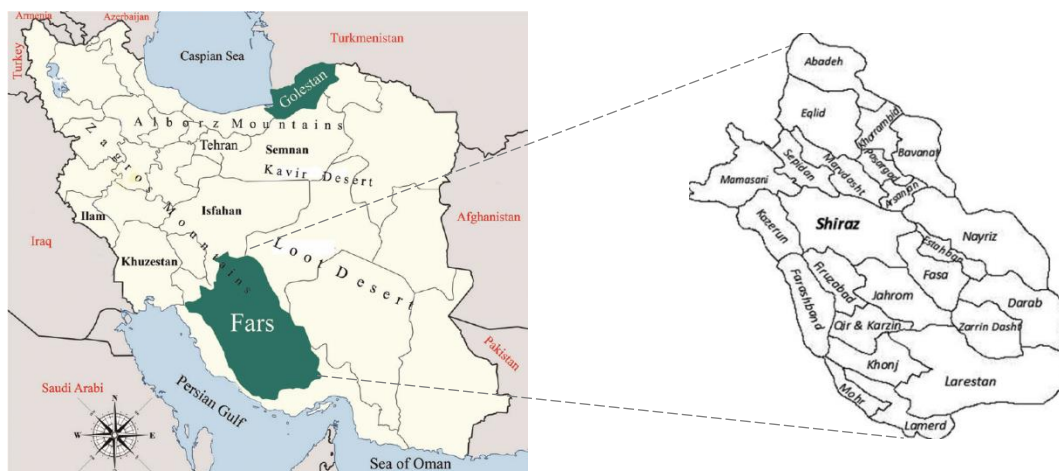 Armenia
Azerbaijan
Turkey
Caspian Sea
Turkmenistan
Golestan
Alborz Mountains
Tehran
Semnan
Kavir Desert
Zagros Mountains
Isfahan
Ilam
Iraq
Khuzestan
Loot Desert
Afghanistan
Fars
Pakistan
Saudi Arabi
Persian Gulf
Sea of Oman
N
W
E
S
Abadeh
Eqlid
Khorrambid
Bavanat
Pasargad
Marvdasht
Sepidan
Mamasani
Arsanjan
Shiraz
Kazerun
Nayriz
Estahban
Fasa
Firuzabad
Farashband
Jahrom
Darab
Qir & Karzin
Zarrin Dasht
Khonj
Larestan
Mohr
Lamerd